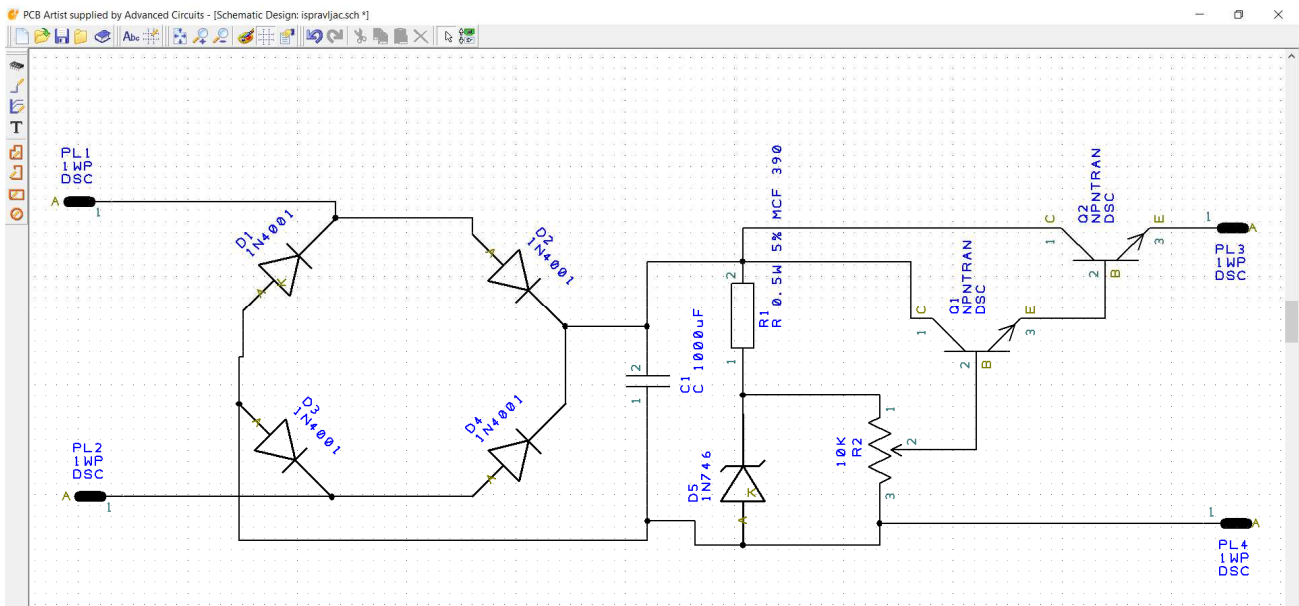 PCB Artist supplied by Advanced Circuits - [Schematic Design: ispravljac.sch *]
Abc
T
PL1
1WP
DSC
A
1
D1
1N4001
A
K
D2
1N4001
A
D3
1N4001
A
D4
1N4001
A
PL2
1WP
DSC
A
1
C1
C 1000uF
2
1
R1
R 0.5W 5% MCF 390
2
1
D5
1N746
K
A
10K
R2
1
2
3
Q1
NPNTRAN
DSC
C
1
2
B
E
3
Q2
NPNTRAN
DSC
C
1
2
B
E
3
1
A
PL3
1WP
DSC
1
A
PL4
1WP
DSC